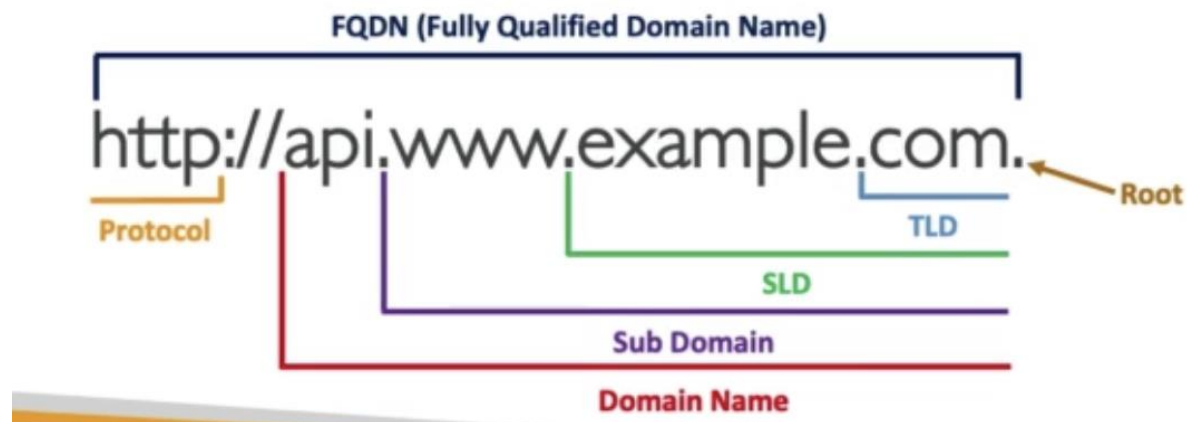 FQDN (Fully Qualified Domain Name)
http://api.www.example.com.
Root
Protocol
TLD
SLD
Sub Domain
Domain Name